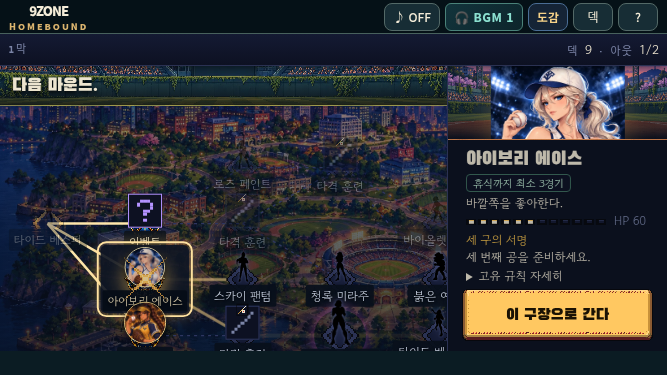 9ZONE
HOMEBOUND
♪ OFF
🎧 BGM 1
도감
덱
?
1막
덱 9 · 아웃 1/2
다음 마운드.
로즈 페인트
타격 훈련
타이드
이벤트
타격 훈련
바이올렛
아이보리 에이스
스카이 팬텀
청록 미라주
붉은
아이보리 에이스
휴식까지 최소 3경기
바깥쪽을 좋아한다.
HP 60
세 구의 서명
세 번째 공을 준비하세요.
▶ 고유 규칙 자세히
이 구장으로 간다